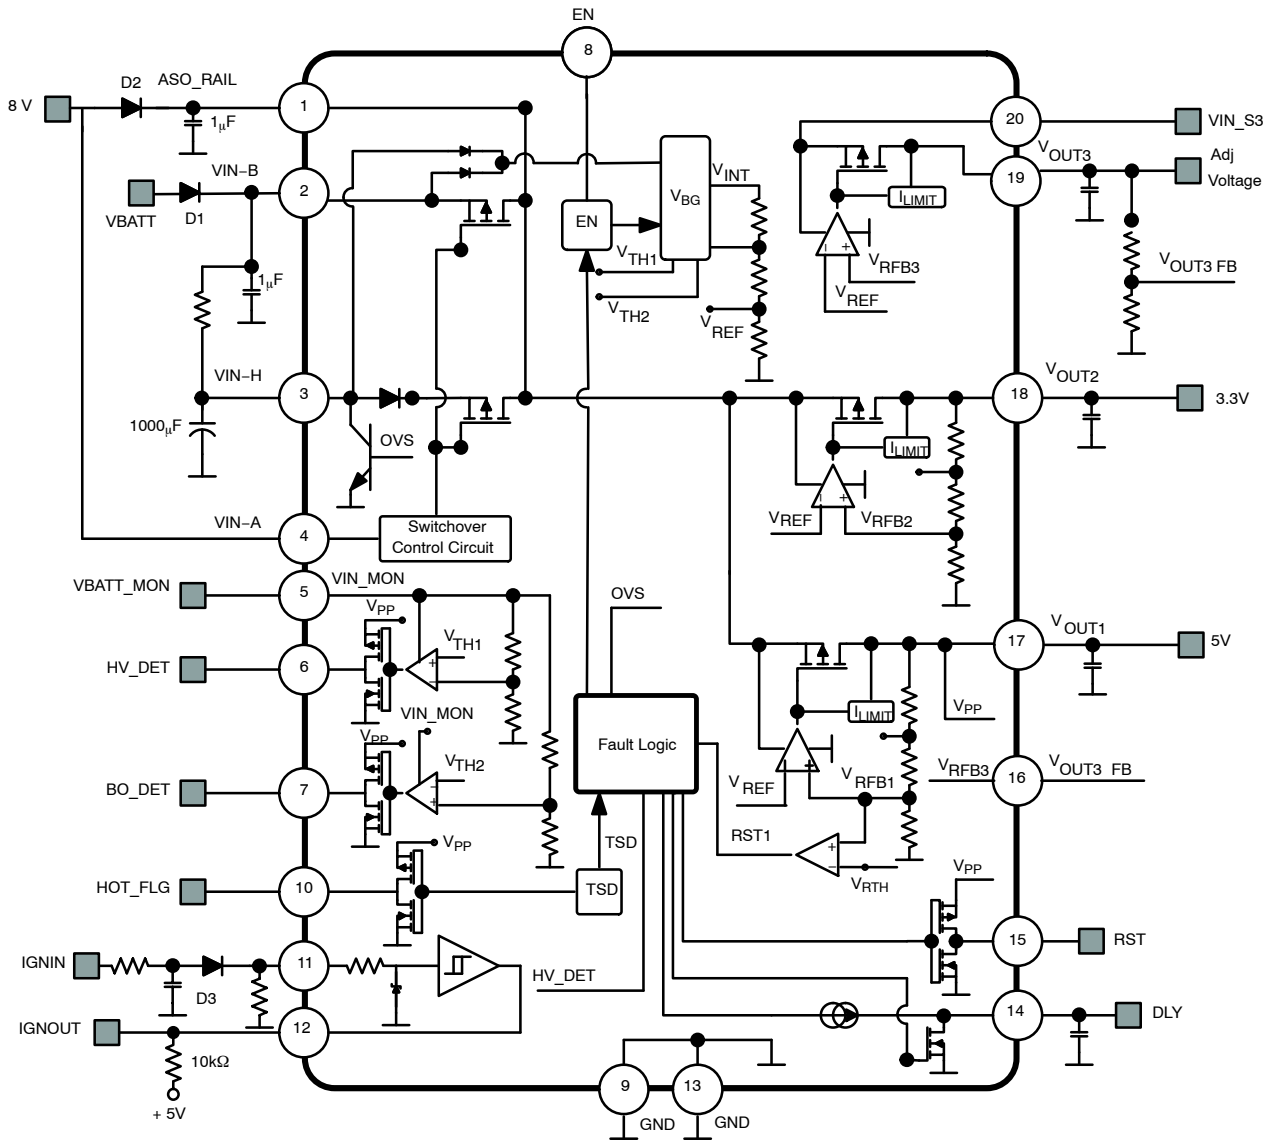 EN
8
8 V
D2
ASO_RAIL
1
1μF
20
VIN_S3
VIN−B
2
VBATT
D1
VINT
VBG
EN
VTH1
VTH2
VREF
ILIMIT
VRFB3
VREF
VOUT3
19
Adj
Voltage
VOUT3 FB
1μF
VIN−H
3
1000μF
OVS
VOUT2
18
3.3V
ILIMIT
VREF
VRFB2
VIN−A
4
Switchover
Control Circuit
VBATT_MON
5
VIN_MON
VPP
VTH1
HV_DET
6
VIN_MON
VPP
VTH2
BO_DET
7
OVS
Fault Logic
TSD
TSD
VOUT1
17
5V
VPP
ILIMIT
VREF
VRFB1
VRFB3
16
VOUT3_FB
RST1
VRTH
VPP
HOT_FLG
10
VPP
15
RST
IGNIN
D3
11
HV_DET
14
DLY
IGNOUT
12
10kΩ
+ 5V
9
13
GND
GND